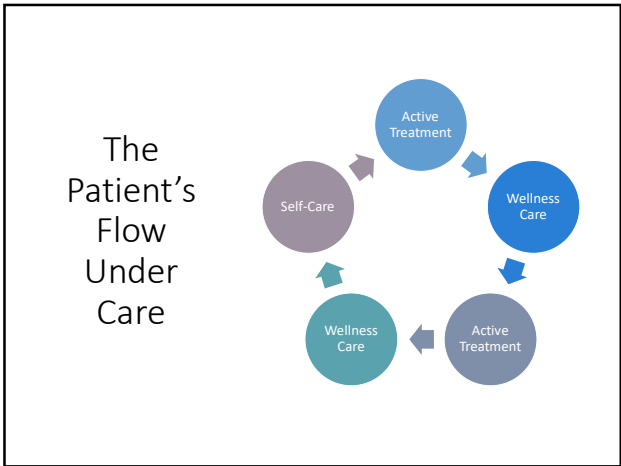 The
Patient’s
Flow
Under
Care
Active
Treatment
Wellness
Care
Active
Treatment
Wellness
Care
Self-Care